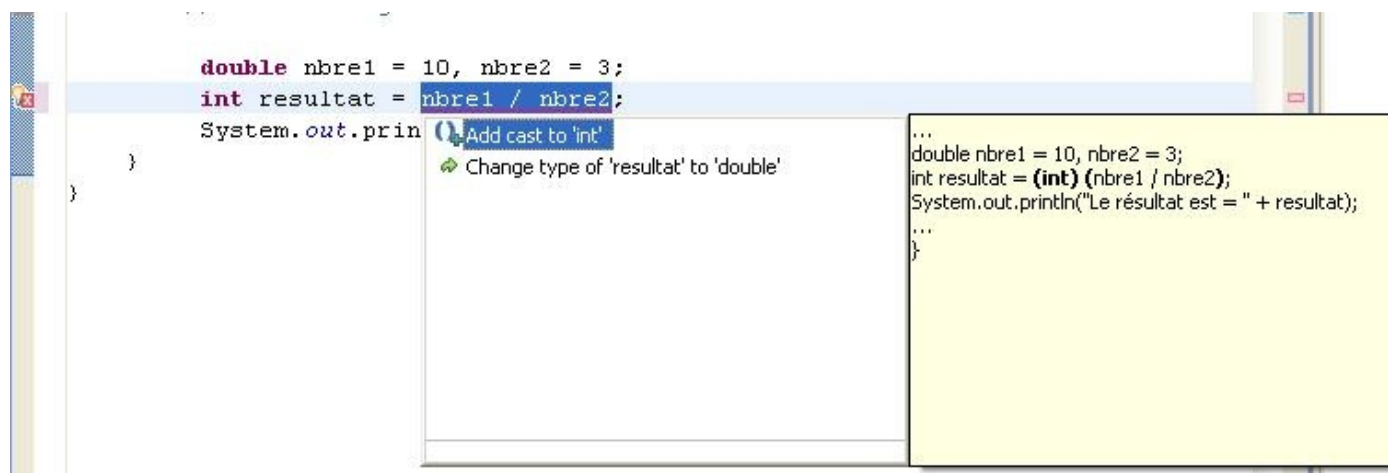 double nbre1 = 10, nbre2 = 3;
int resultat = nbre1 / nbre2;
System.out.prin
}
}
Add cast to 'int'
Change type of 'resultat' to 'double'
...
double nbre1 = 10, nbre2 = 3;
int resultat = (int) (nbre1 / nbre2);
System.out.println("Le résultat est = " + resultat);
...
}